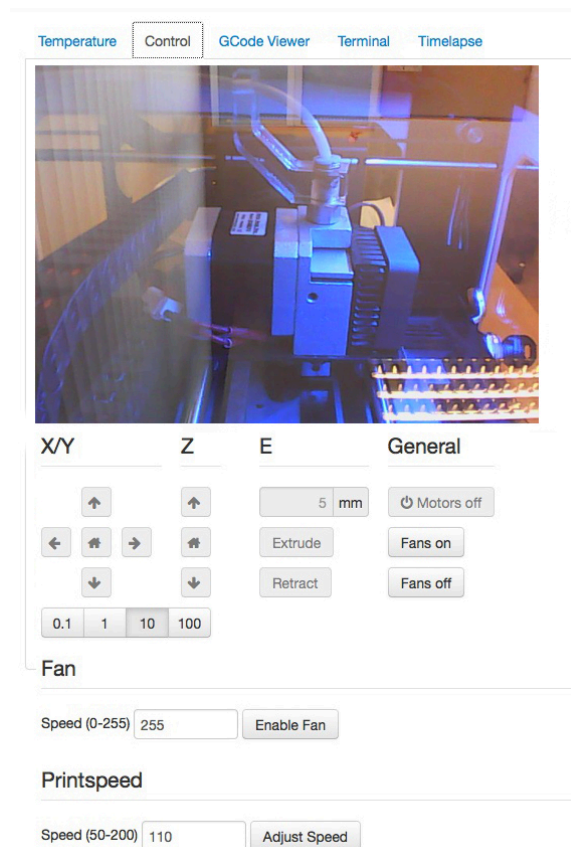 Temperature Control GCode Viewer Terminal Timelapse
X/Y Z E General
5 mm Motors off
Extrude Fans on
Retract Fans off
0.1 1 10 100
Fan
Speed (0-255) 255 Enable Fan
Printspeed
Speed (50-200) 110 Adjust Speed